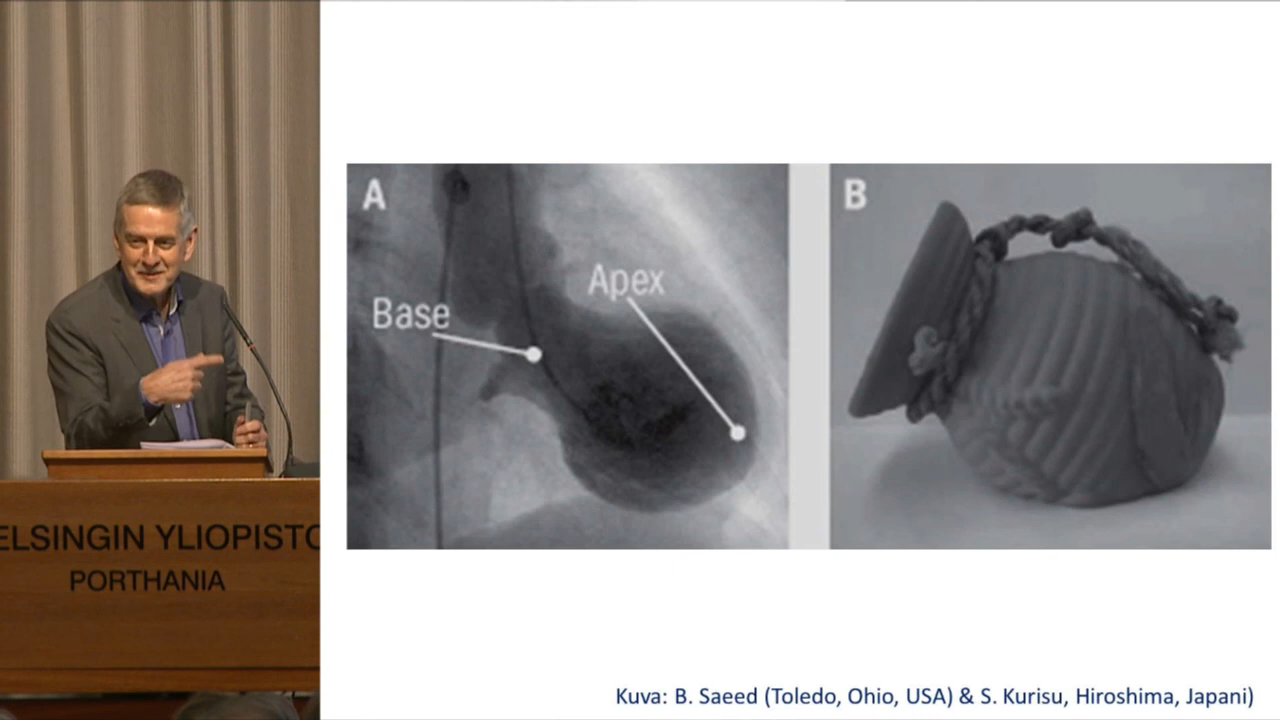 A
B
Apex
Base
ELSINGIN YLIOPISTO
PORTHANIA
Kuva: B. Saeed (Toledo, Ohio, USA) & S. Kurisu, Hiroshima, Japani)